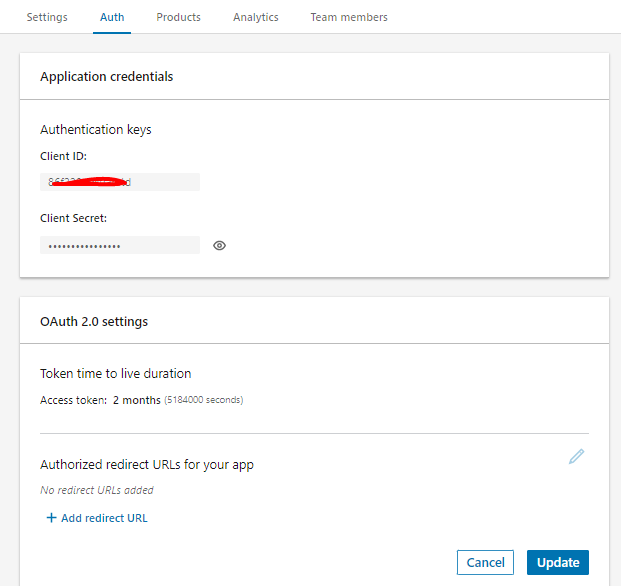 Settings Auth Products Analytics Team members
Application credentials
Authentication keys
Client ID:
Client Secret:
••••••••••••••••
OAuth 2.0 settings
Token time to live duration
Access token: 2 months (5184000 seconds)
Authorized redirect URLs for your app
No redirect URLs added
+ Add redirect URL
Cancel Update